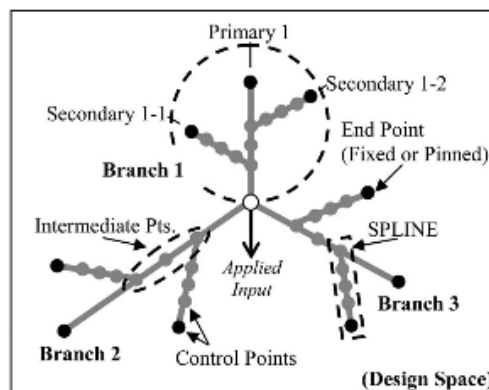 Primary 1
Secondary 1-2
Secondary 1-1
End Point
(Fixed or Pinned)
Branch 1
Intermediate Pts.
SPLINE
Applied
Input
Branch 3
Branch 2
Control Points
(Design Space)